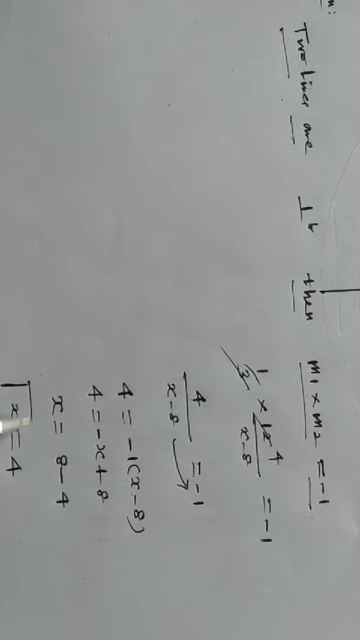 Two lines are ⊥r then m1 × m2 = -1
1/3 × 12 4/x-8 = -1
4/x-8 = -1
4 = -1(x-8)
4 = -x+8
x = 8-4
x = 4